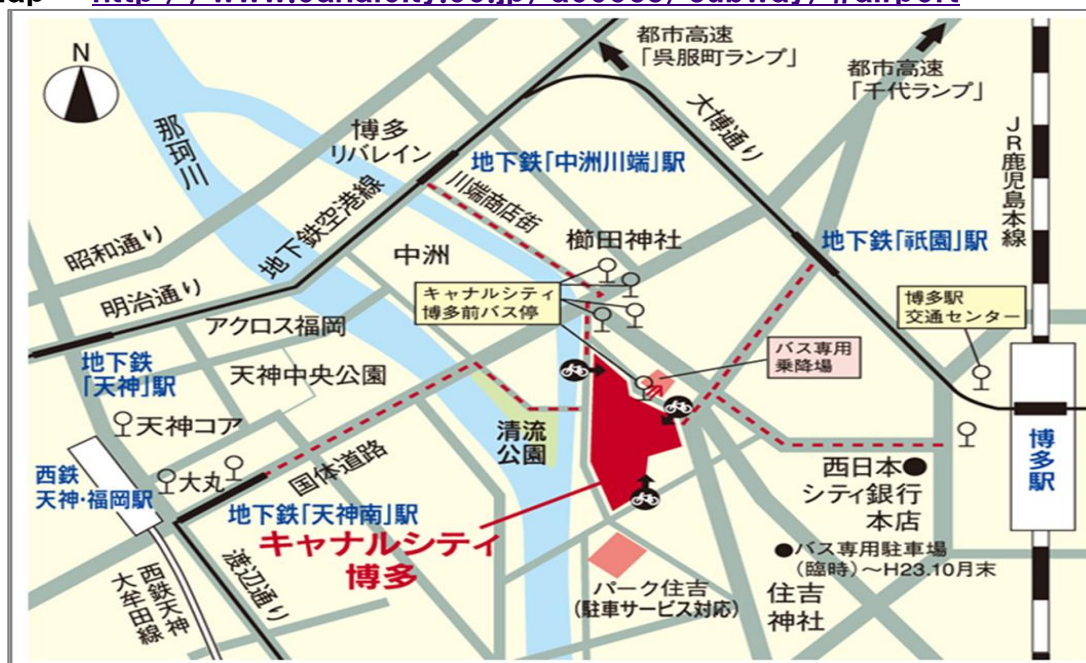 http://www.canalcity.co.jp/access/subway/#airport
N
都市高速
「呉服町ランプ」
都市高速
「千代ランプ」
大博通り
JR鹿児島本線
那珂川
博多
リバレイン
地下鉄「中洲川端」駅
川端商店街
地下鉄空港線
昭和通り
明治通り
中洲
櫛田神社
地下鉄「祇園」駅
キャナルシティ
博多前バス停
博多駅
交通センター
アクロス福岡
バス専用
乗降場
地下鉄
「天神」駅
天神中央公園
天神コア
清流
公園
西鉄
天神・福岡駅
大丸
国体道路
地下鉄「天神南」駅
西日本
シティ銀行
本店
博多駅
キャナルシティ
博多
渡辺通り
西鉄天神
大牟田線
バス専用駐車場
(臨時)~H23.10月末
パーク住吉
(駐車サービス対応)
住吉
神社